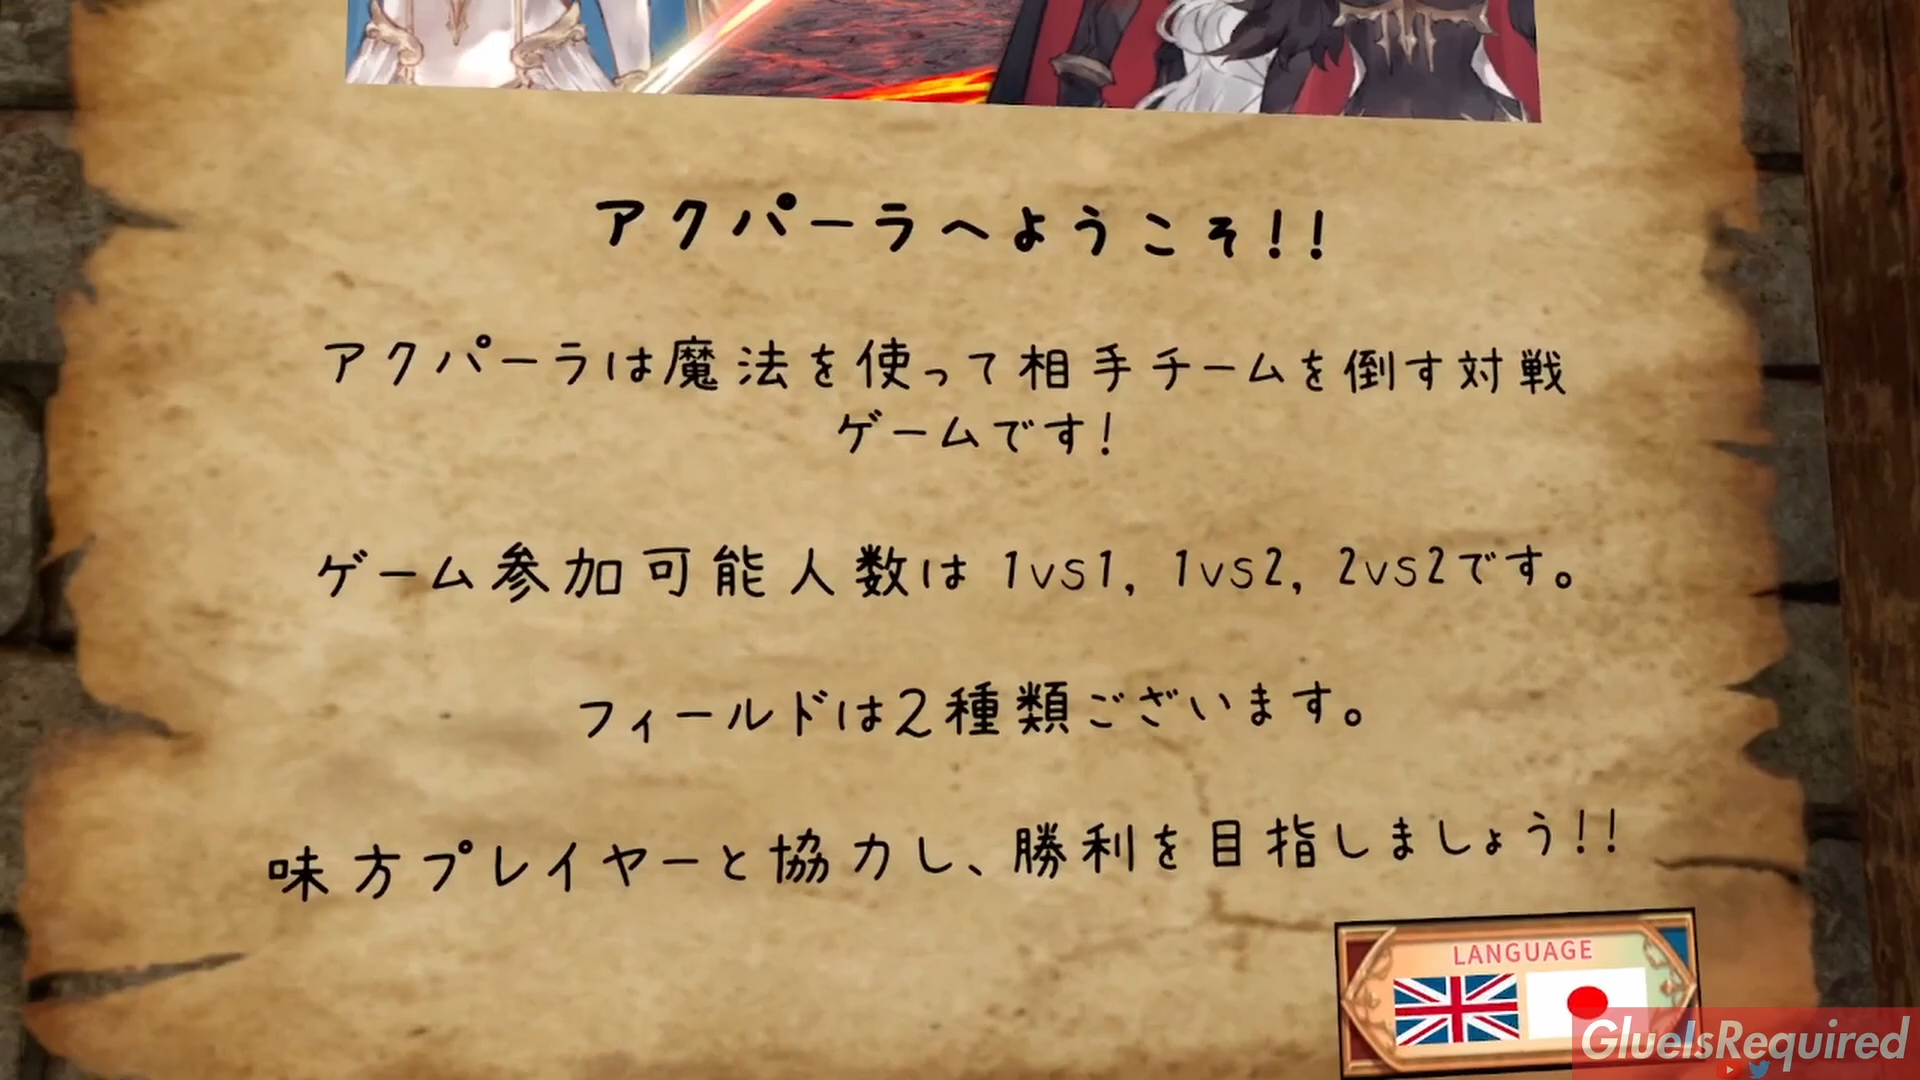 アクパーラへようこそ!!
アクパーラは魔法を使って相手チームを倒す対戦
ゲームです!
ゲーム参加可能人数は 1vs1, 1vs2, 2vs2です。
フィールドは2種類ございます。
味方プレイヤーと協力し、勝利を目指しましょう!!
LANGUAGE
GlueIsRequired